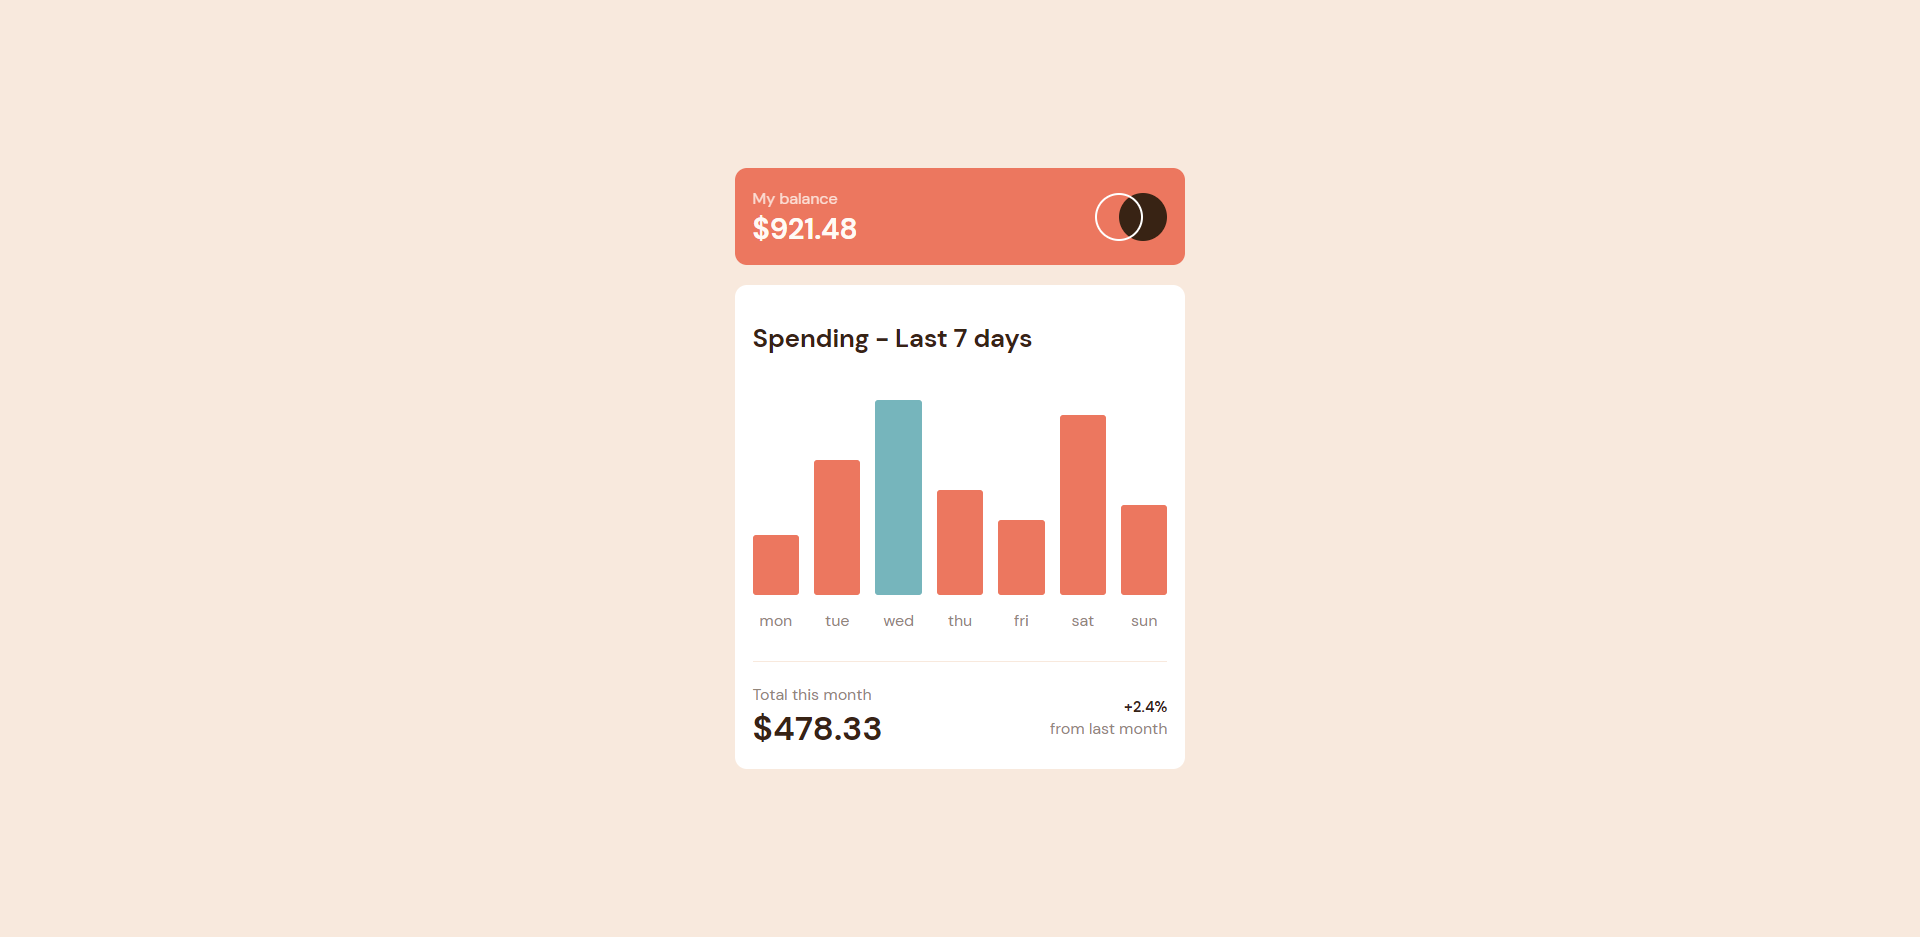 My balance
$921.48
Spending - Last 7 days
mon tue wed thu fri sat sun
Total this month
$478.33
+2.4%
from last month